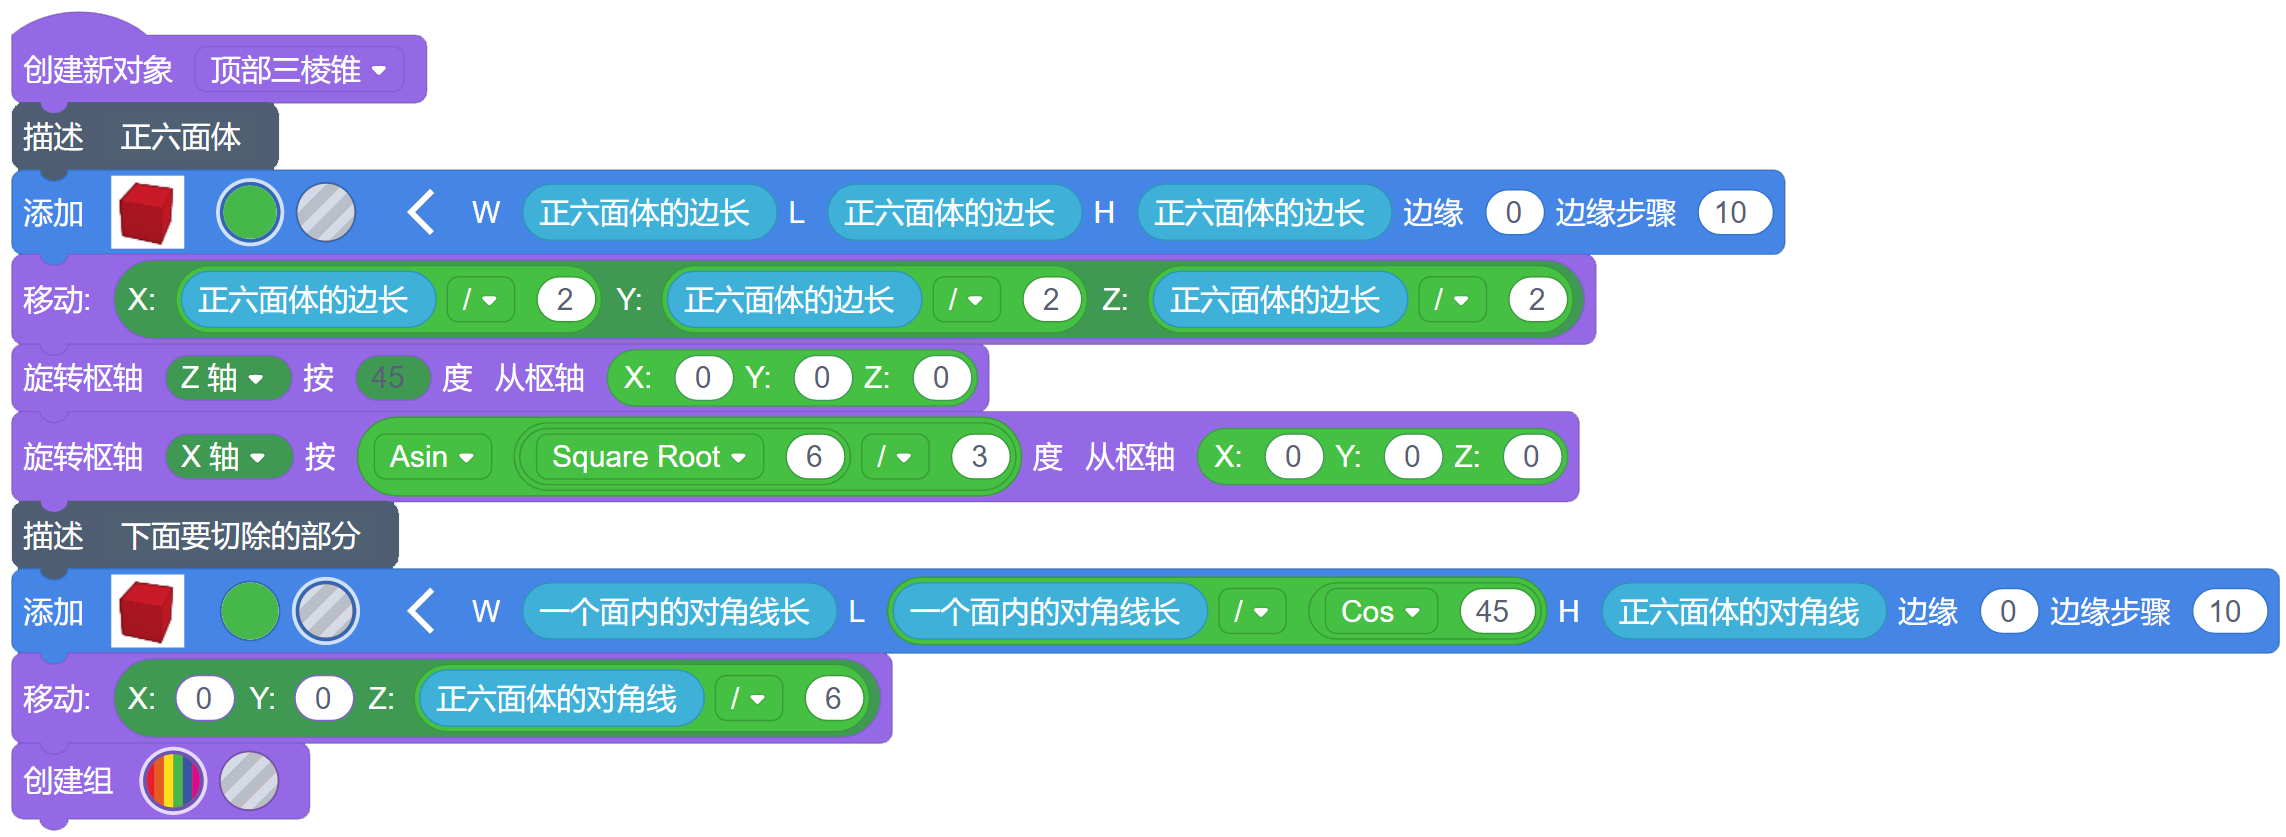 创建新对象 顶部三棱锥
描述 正六面体
添加 W 正六面体的边长 L 正六面体的边长 H 正六面体的边长 边缘 0 边缘步骤 10
移动: X: 正六面体的边长 / 2 Y: 正六面体的边长 / 2 Z: 正六面体的边长 / 2
旋转枢轴 Z 轴 按 45 度 从枢轴 X: 0 Y: 0 Z: 0
旋转枢轴 X 轴 按 Asin Square Root 6 / 3 度 从枢轴 X: 0 Y: 0 Z: 0
描述 下面要切除的部分
添加 W 一个面内的对角线长 L 一个面内的对角线长 / Cos 45 H 正六面体的对角线 边缘 0 边缘步骤 10
移动: X: 0 Y: 0 Z: 正六面体的对角线 / 6
创建组